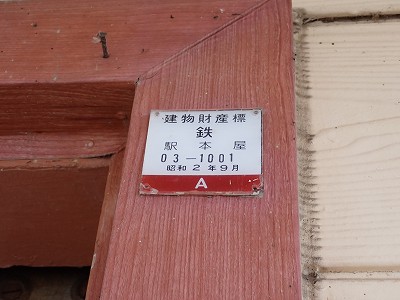 建物財産標
鉄
駅本屋
03-1001
昭和2年9月
A